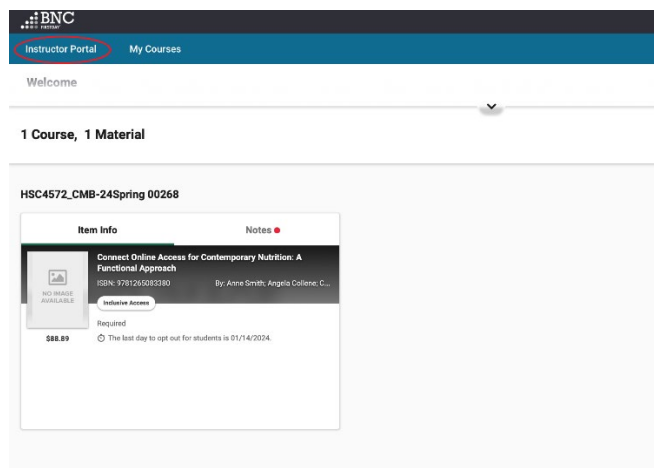 BNC
FIRSTDAY
Instructor Portal My Courses
Welcome
1 Course, 1 Material
HSC4572_CMB-24Spring 00268
Item Info Notes
Connect Online Access for Contemporary Nutrition: A
Functional Approach
ISBN: 9781265083380 By: Anne Smith; Angela Collene; C...
NO IMAGE
AVAILABLE
Inclusive Access
Required
$88.89 The last day to opt out for students is 01/14/2024.